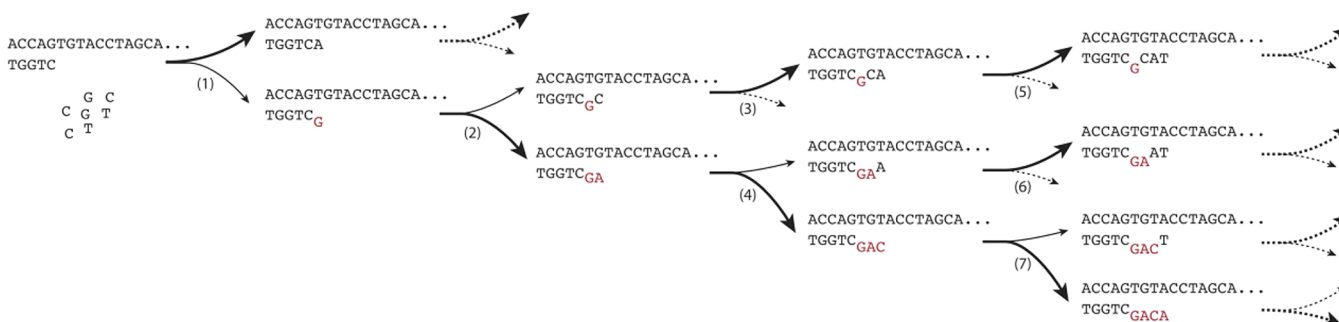 ACCAGTGTACCTAGCA...
TGGTC
G C
C G T
C T
(1)
ACCAGTGTACCTAGCA...
TGGTCA
ACCAGTGTACCTAGCA...
TGGTCG
(2)
ACCAGTGTACCTAGCA...
TGGTCGC
ACCAGTGTACCTAGCA...
TGGTCGA
(3)
(4)
ACCAGTGTACCTAGCA...
TGGTCGCA
ACCAGTGTACCTAGCA...
TGGTCGAA
ACCAGTGTACCTAGCA...
TGGTCGAC
(5)
(6)
(7)
ACCAGTGTACCTAGCA...
TGGTCGCAT
ACCAGTGTACCTAGCA...
TGGTCGAAT
ACCAGTGTACCTAGCA...
TGGTCGACT
ACCAGTGTACCTAGCA...
TGGTCGACA